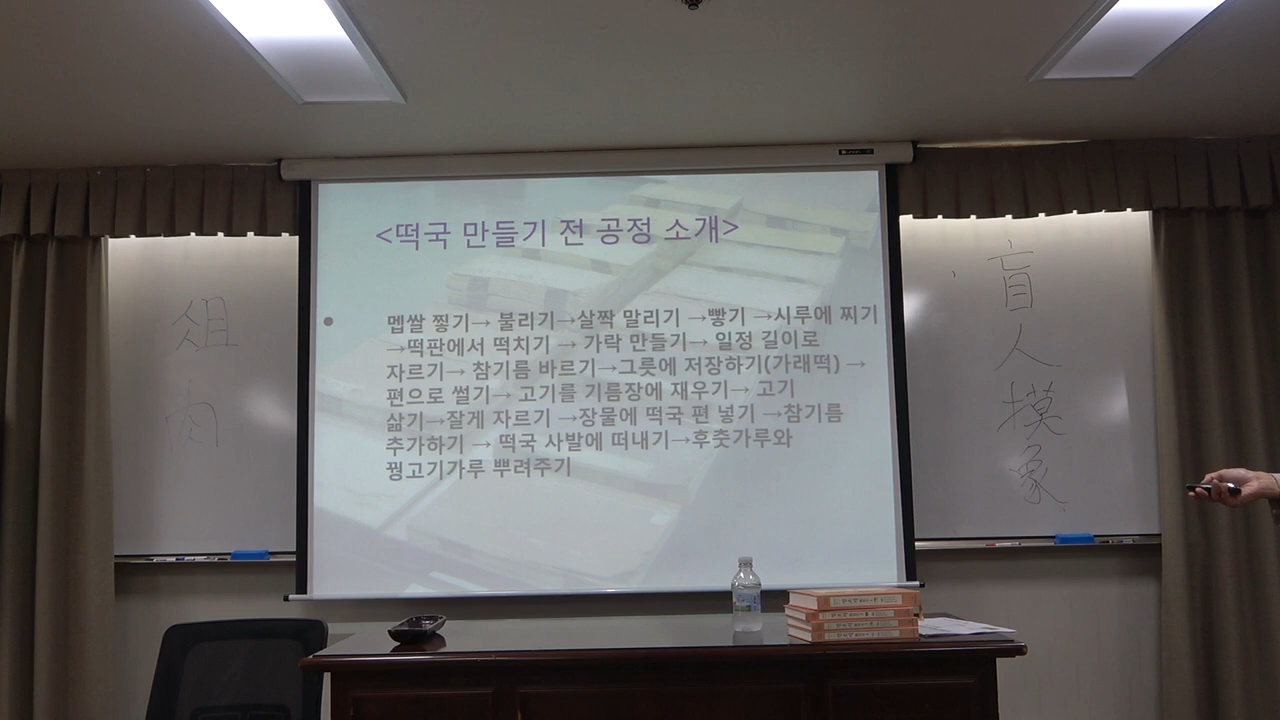 <떡국 만들기 전 공정 소개>
멥쌀 찧기→ 불리기→살짝 말리기 →빻기 →시루에 찌기
→떡판에서 떡치기 → 가락 만들기→ 일정 길이로
자르기→ 참기름 바르기→그릇에 저장하기(가래떡) →
편으로 썰기→ 고기를 기름장에 재우기→ 고기
삶기→잘게 자르기 →장물에 떡국 편 넣기 →참기름
추가하기 → 떡국 사발에 떠내기→후춧가루와
꿩고기가루 뿌려주기
俎
肉
盲
人
摸
象